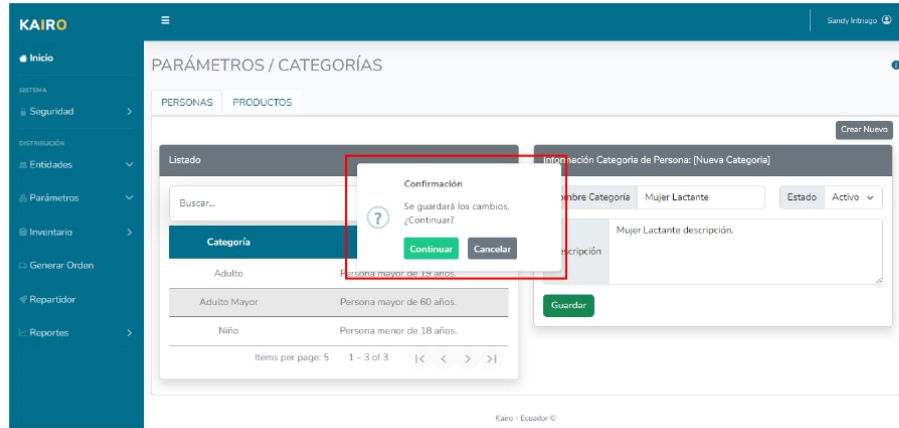 KAIRO
Sandy Intriago
Inicio
PARÁMETROS / CATEGORÍAS
SISTEMA
Seguridad
PERSONAS PRODUCTOS
Crear Nuevo
DISTRIBUCIÓN
Entidades
Parámetros
Inventario
Generar Orden
Repartidor
Reportes
Listado
Buscar...
Categoría
Adulto Persona mayor de 19 años.
Adulto Mayor Persona mayor de 60 años.
Niño Persona menor de 18 años.
Items per page: 5 1 – 3 of 3
Confirmación
Se guardará los cambios,
¿Continuar?
Continuar Cancelar
Información Categoria de Persona: [Nueva Categoria]
Nombre Categoría Mujer Lactante Estado Activo
Descripción Mujer Lactante descripción.
Guardar
Kairo - Ecuador ©